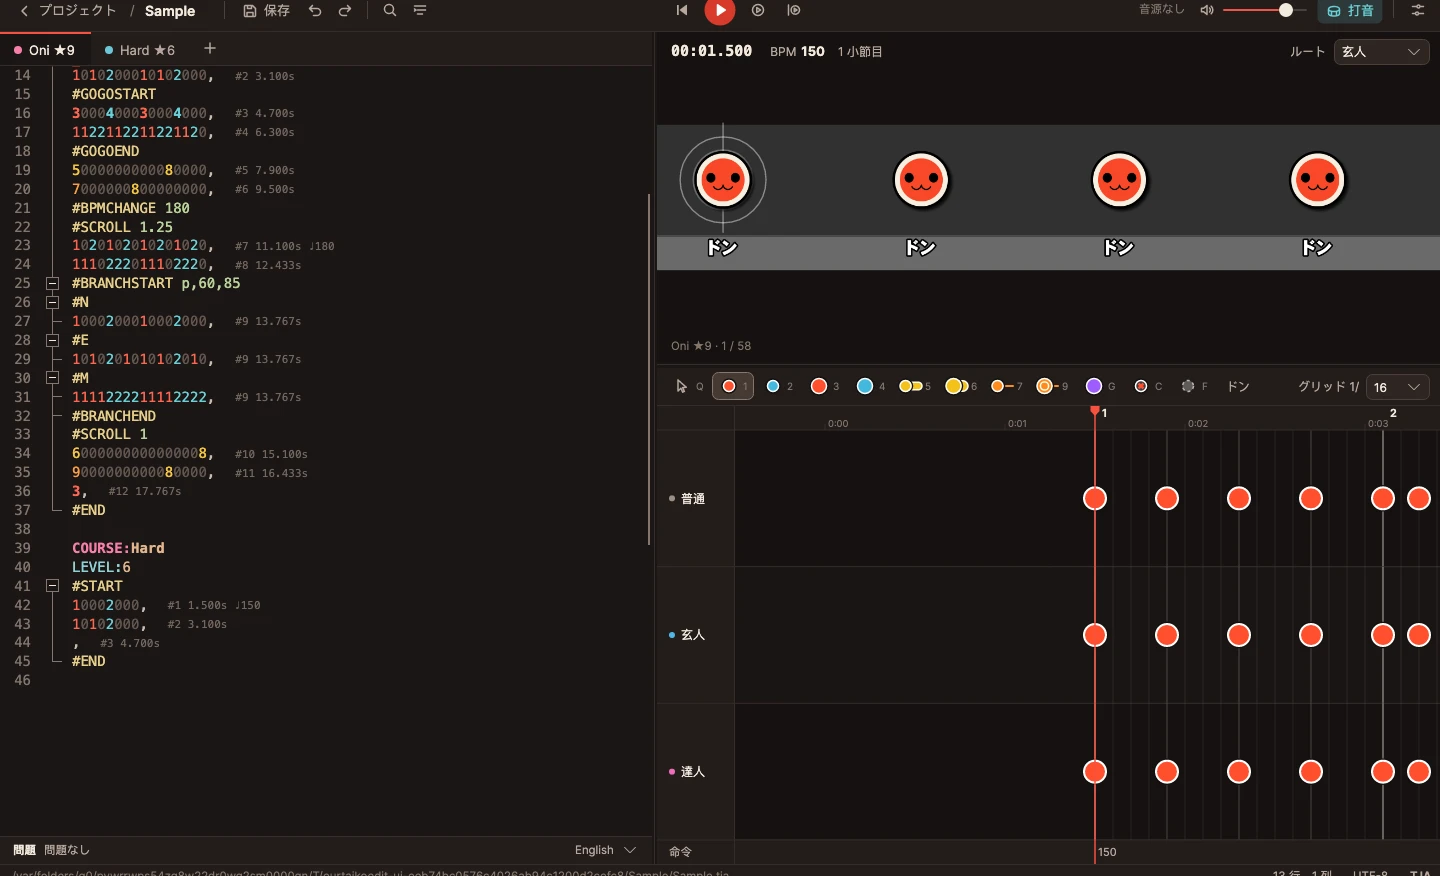 プロジェクト / Sample 保存
音源なし 打音
Oni ★9 Hard ★6
00:01.500 BPM 150 1 小節目 ルート 玄人
14 1010200010102000, #2 3.100s
15 #GOGOSTART
16 3000400030004000, #3 4.700s
17 1122112211221120, #4 6.300s
18 #GOGOEND
19 5000000000080000, #5 7.900s
20 7000000800000000, #6 9.500s
21 #BPMCHANGE 180
22 #SCROLL 1.25
23 1020102010201020, #7 11.100s ♩180
24 1110222011102220, #8 12.433s
25 #BRANCHSTART p,60,85
26 #N
27 1000200010002000, #9 13.767s
28 #E
29 1010201010102010, #9 13.767s
30 #M
31 1111222211112222, #9 13.767s
32 #BRANCHEND
33 #SCROLL 1
34 6000000000000008, #10 15.100s
35 9000000000080000, #11 16.433s
36 3, #12 17.767s
37 #END
38
39 COURSE:Hard
40 LEVEL:6
41 #START
42 10002000, #1 1.500s ♩150
43 10102000, #2 3.100s
44 , #3 4.700s
45 #END
46
ドン ドン ドン ドン
Oni ★9 · 1 / 58
Q 1 2 3 4 5 6 7 9 G C F ドン グリッド 1/ 16
1 2
0:00 0:01 0:02 0:03
普通
玄人
達人
命令 150
問題 問題なし English
13 行、1 列 UTF-8 TJA